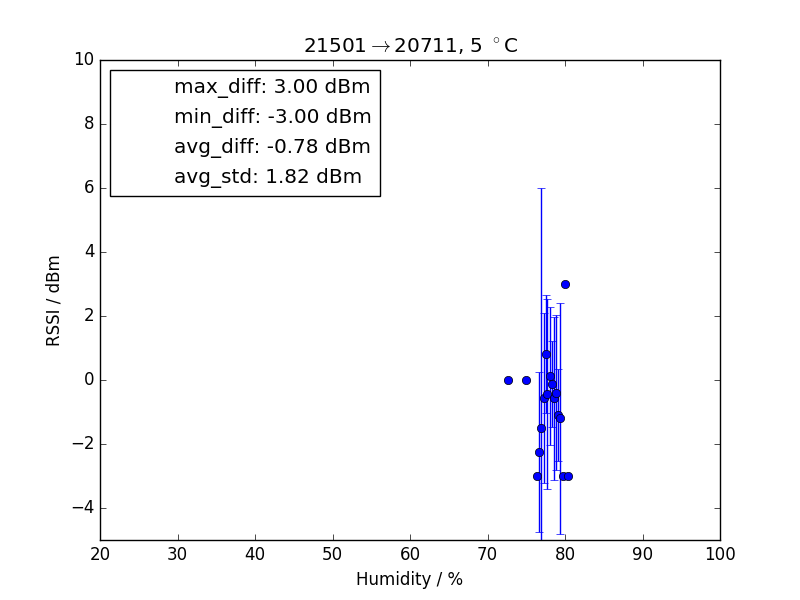 21501→20711, 5 °C
max_diff: 3.00 dBm
min_diff: -3.00 dBm
avg_diff: -0.78 dBm
avg_std: 1.82 dBm
10
8
6
4
2
0
−2
−4
RSSI / dBm
20 30 40 50 60 70 80 90 100
Humidity / %